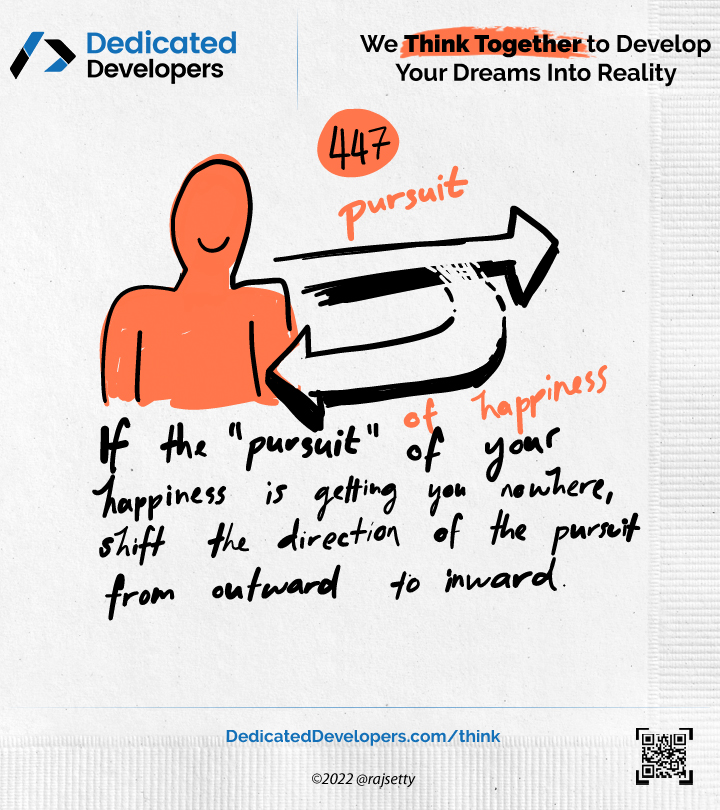 Dedicated
Developers
We Think Together to Develop
Your Dreams Into Reality
447
pursuit
of happiness
If the "pursuit" of your
happiness is getting you nowhere,
shift the direction of the pursuit
from outward to inward.
DedicatedDevelopers.com/think
©2022 @rajsetty